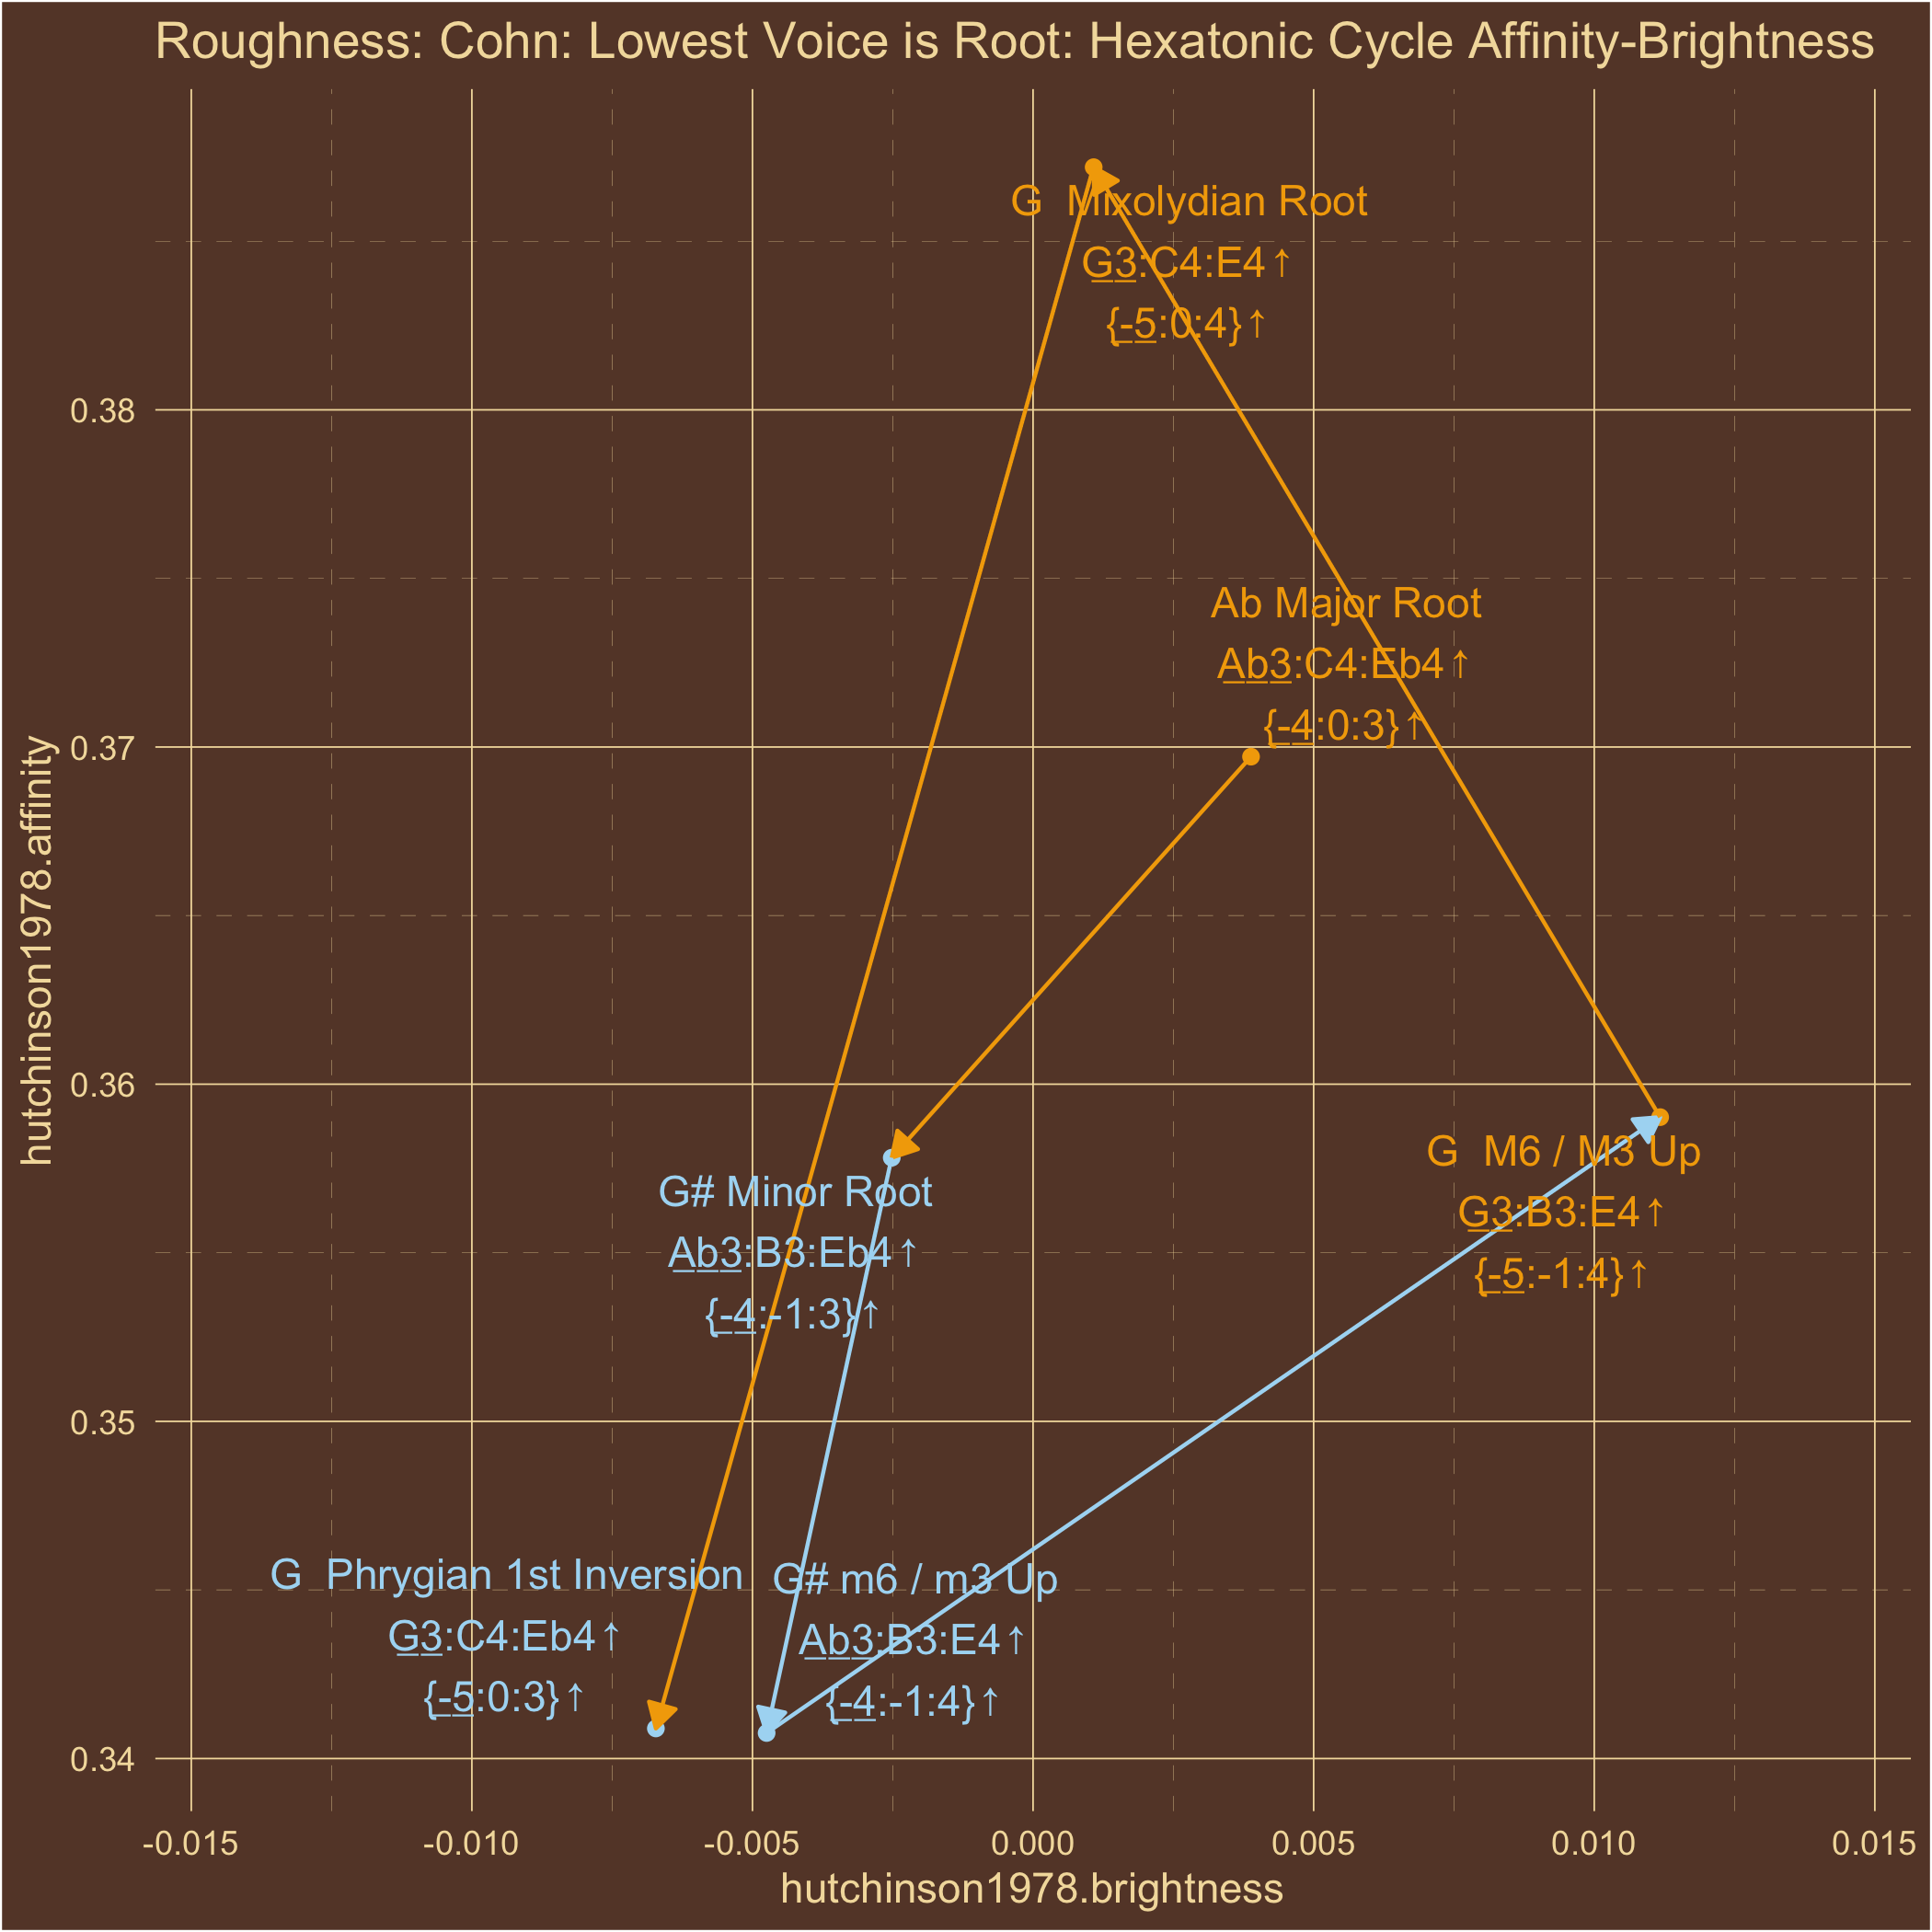 Roughness: Cohn: Lowest Voice is Root: Hexatonic Cycle Affinity-Brightness
G  Mixolydian Root
G3:C4:E4↑
{-5:0:4}↑
0.38
Ab Major Root
Ab3:C4:Eb4↑
{-4:0:3}↑
0.37
hutchinson1978.affinity
0.36
G  M6 / M3 Up
G3:B3:E4↑
{-5:-1:4}↑
G# Minor Root
Ab3:B3:Eb4↑
{-4:-1:3}↑
0.35
G  Phrygian 1st Inversion
G3:C4:Eb4↑
{-5:0:3}↑
G# m6 / m3 Up
Ab3:B3:E4↑
{-4:-1:4}↑
0.34
-0.015 -0.010 -0.005 0.000 0.005 0.010 0.015
hutchinson1978.brightness